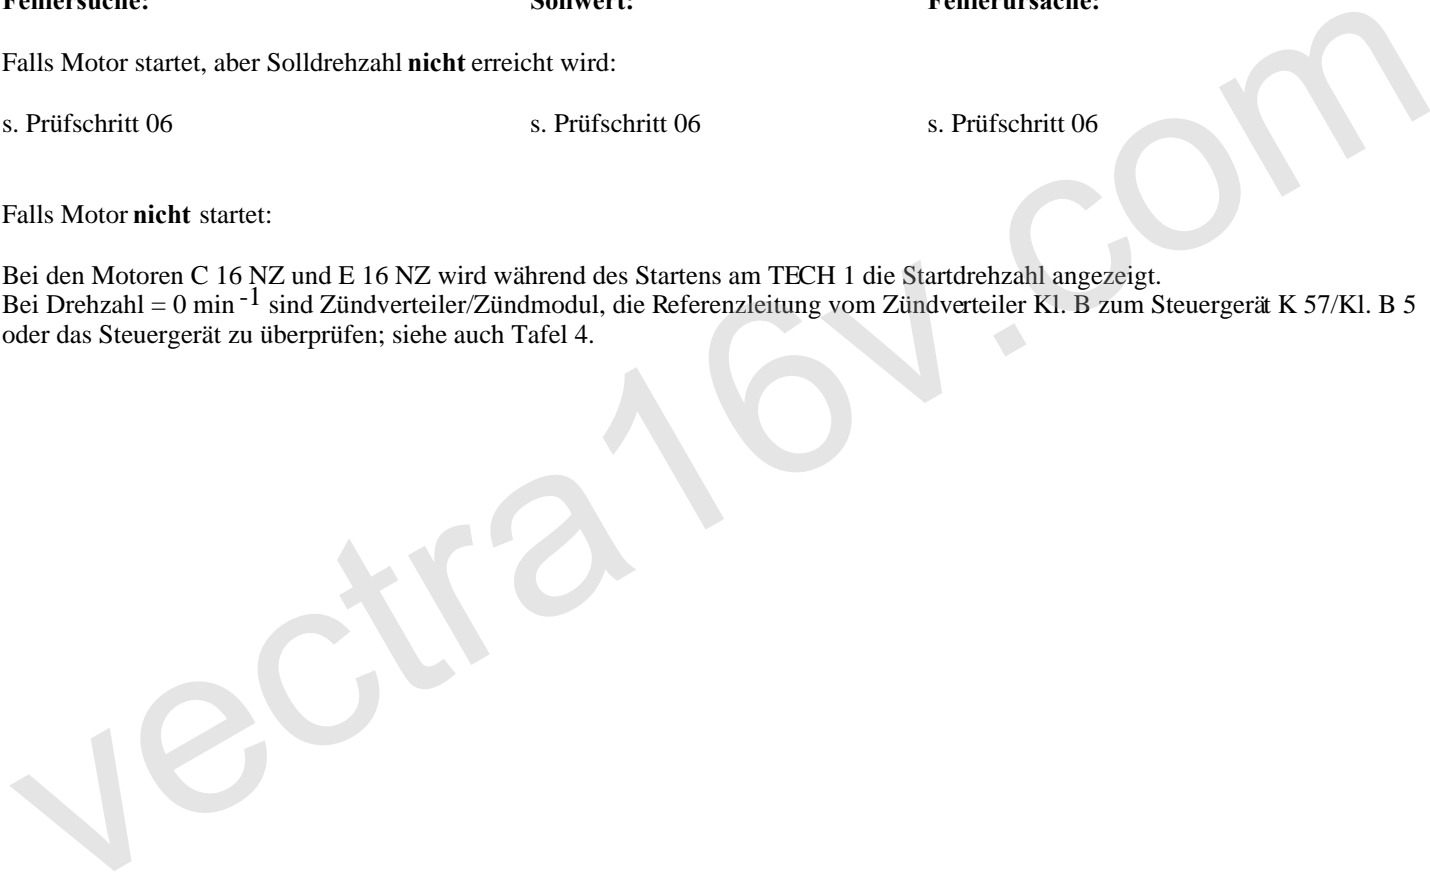 Fehlersuche: Sollwert: Fehlerursache:
Falls Motor startet, aber Solldrehzahl nicht erreicht wird:
s. Prüfschritt 06 s. Prüfschritt 06 s. Prüfschritt 06
Falls Motor nicht startet:
Bei den Motoren C 16 NZ und E 16 NZ wird während des Startens am TECH 1 die Startdrehzahl angezeigt.
Bei Drehzahl = 0 min -1 sind Zündverteiler/Zündmodul, die Referenzleitung vom Zündverteiler Kl. B zum Steuergerät K 57/Kl. B 5
oder das Steuergerät zu überprüfen; siehe auch Tafel 4.
vectra16v.com